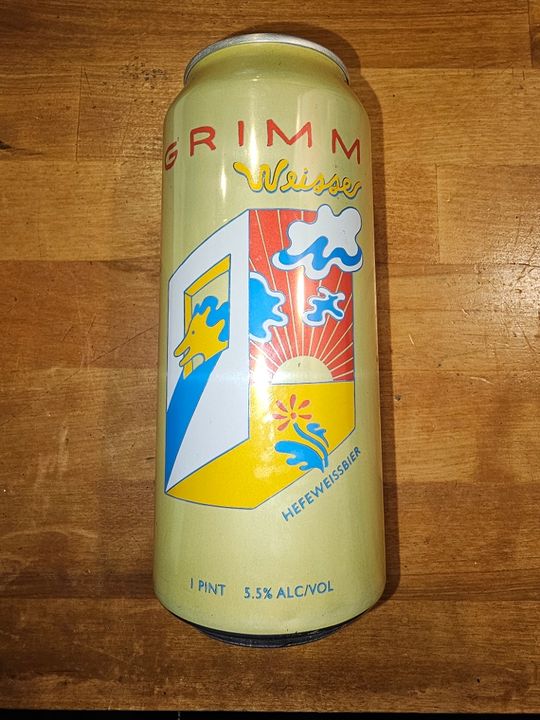 GRIMM
Weisse
HEFEWEISSBIER
1 PINT 5.5% ALC/VOL